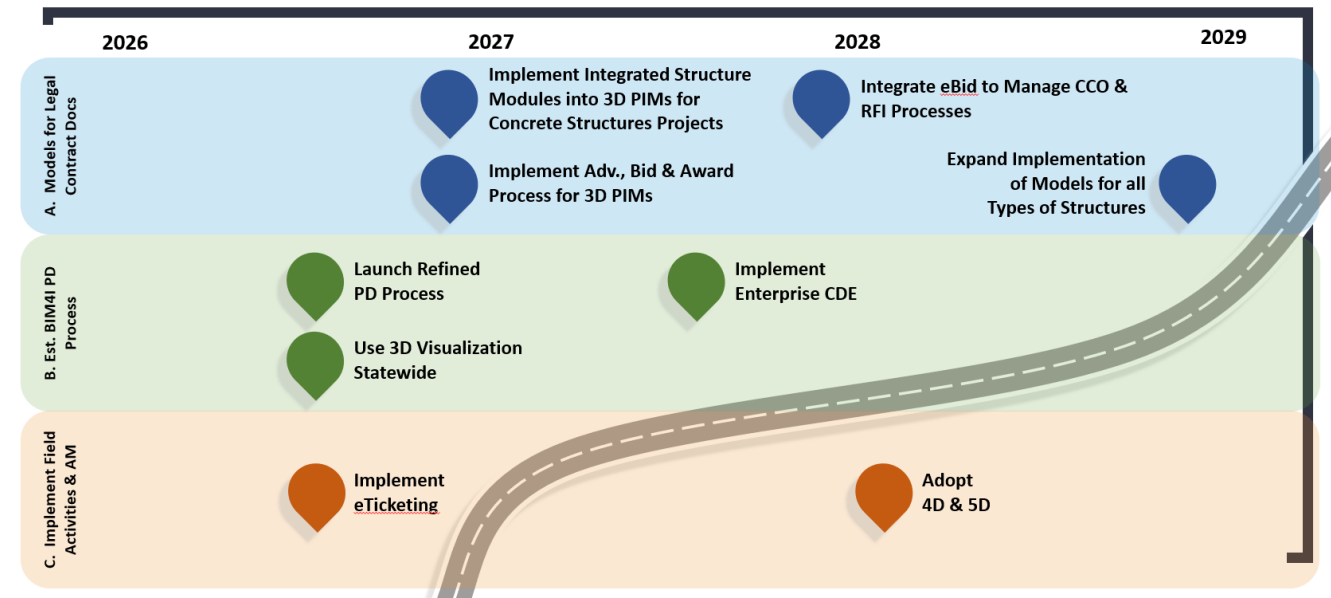 2026
2027
2028
2029
A. Models for Legal
Contract Docs
Implement Integrated Structure
Modules into 3D PIMs for
Concrete Structures Projects
Integrate eBid to Manage CCO &
RFI Processes
Implement Adv., Bid & Award
Process for 3D PIMs
Expand Implementation
of Models for all
Types of Structures
B. Est. BIM4I PD
Process
Launch Refined
PD Process
Implement
Enterprise CDE
Use 3D Visualization
Statewide
C. Implement Field
Activities & AM
Implement
eTicketing
Adopt
4D & 5D